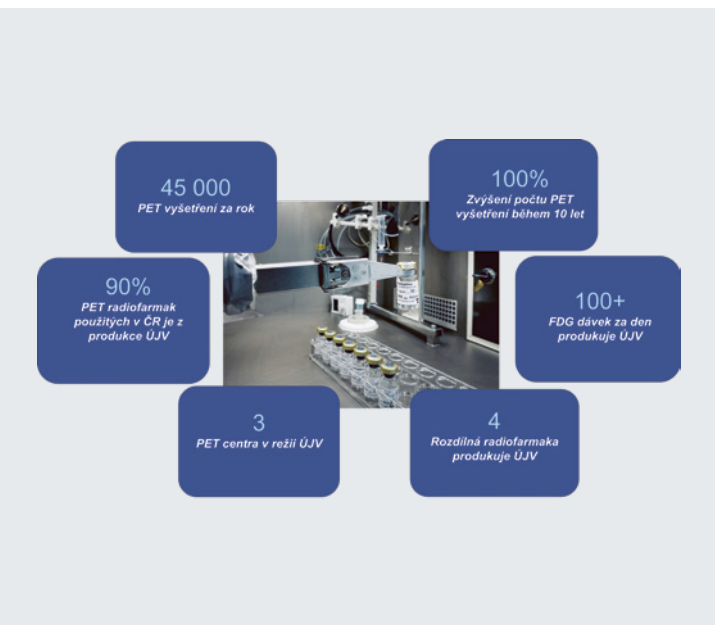 45 000
PET vyšetření za rok
100%
Zvýšení počtu PET
vyšetření během 10 let
90%
PET radiofarmak
použitých v ČR je z
produkce ÚJV
100+
FDG dávek za den
produkuje ÚJV
3
PET centra v režii ÚJV
4
Rozdílná radiofarmaka
produkuje ÚJV